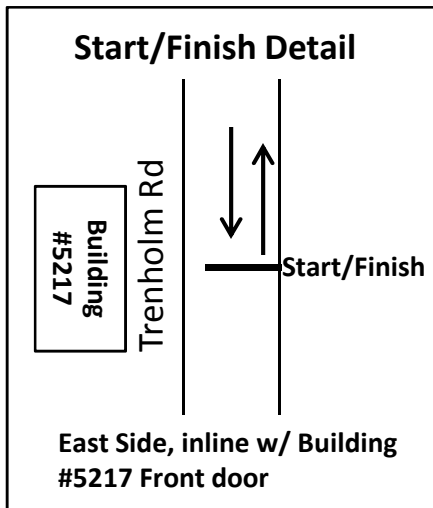 Start/Finish Detail
Building
#5217
Trenholm Rd
Start/Finish
East Side, inline w/ Building
#5217 Front door